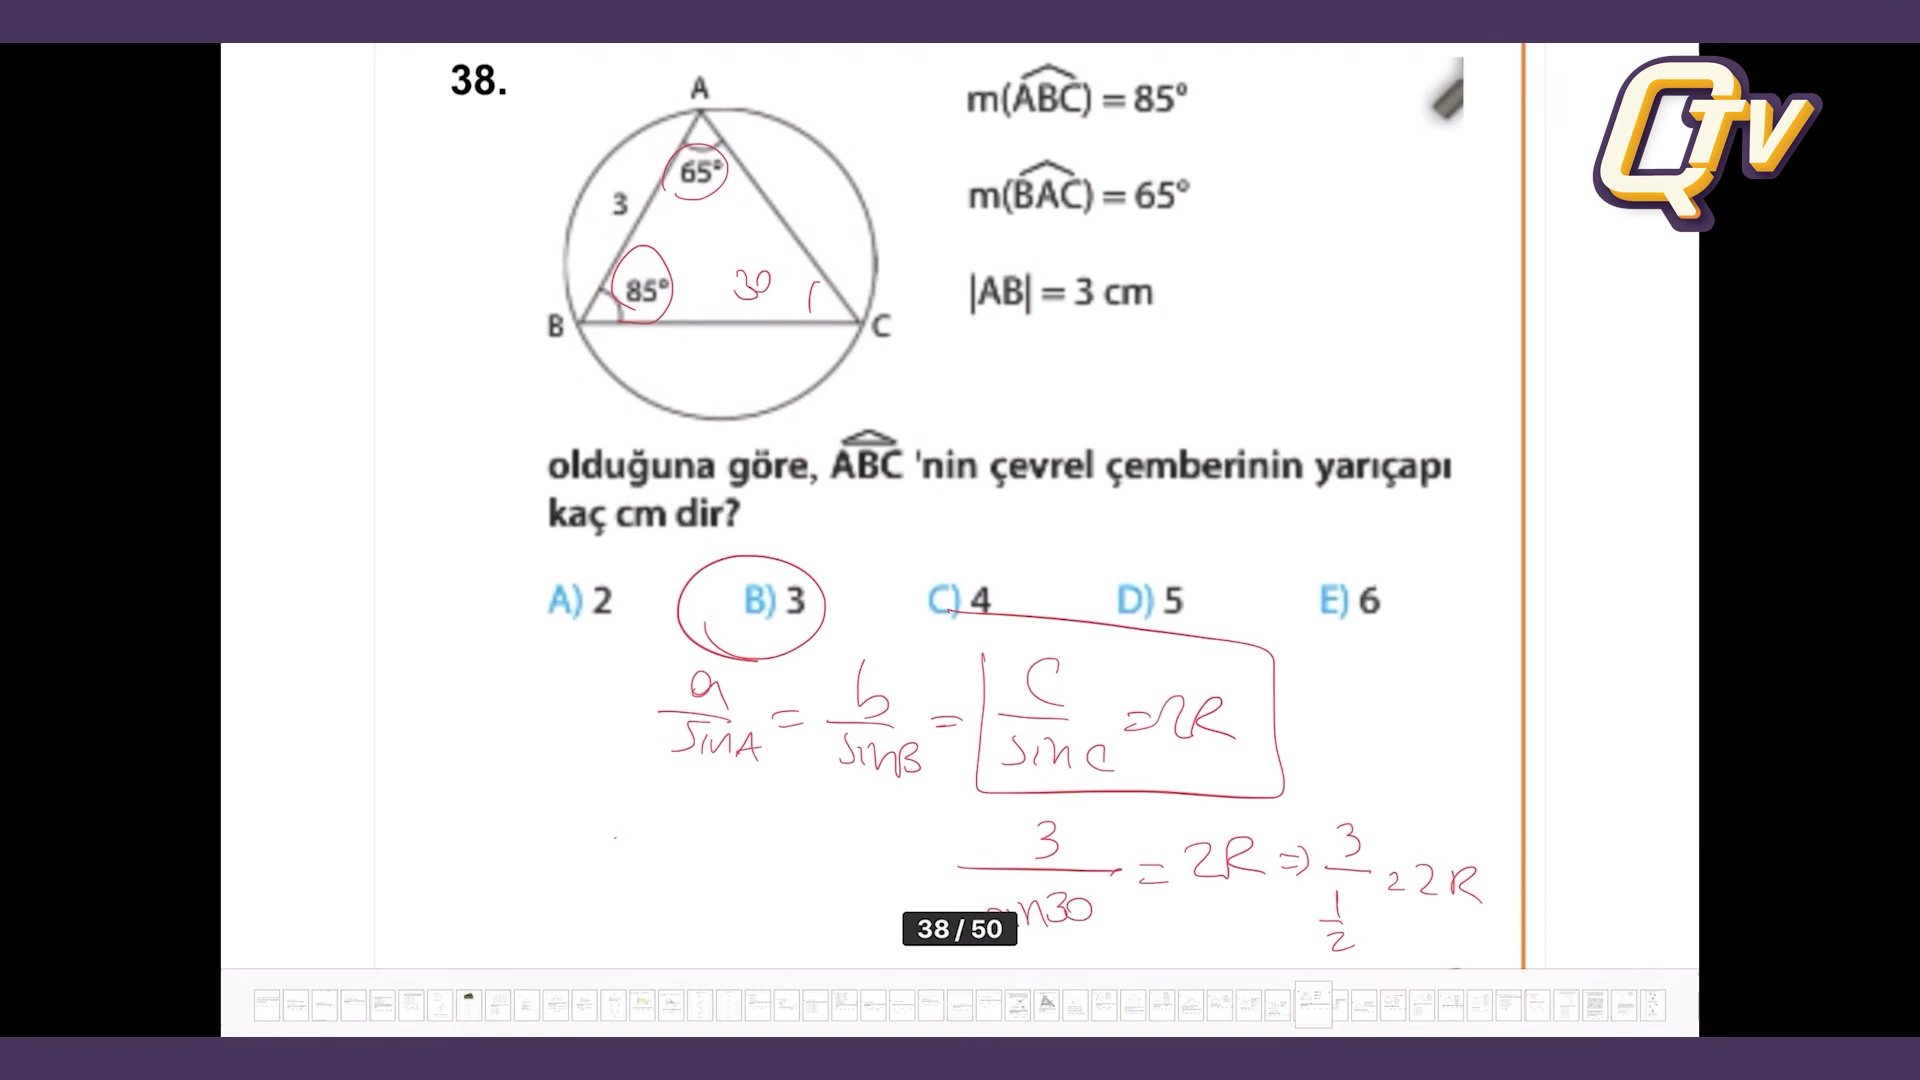 QTV
38.
A
65°
3
85°
30
B
C
m(ABC) = 85°
m(BAC) = 65°
|AB| = 3 cm
olduğuna göre, ABC 'nin çevrel çemberinin yarıçapı
kaç cm dir?
A) 2 B) 3 C) 4 D) 5 E) 6
a/sinA = b/sinB = c/sinC = 2R
3/sin30 = 2R ⇒ 3/(1/2) = 2R
38 / 50